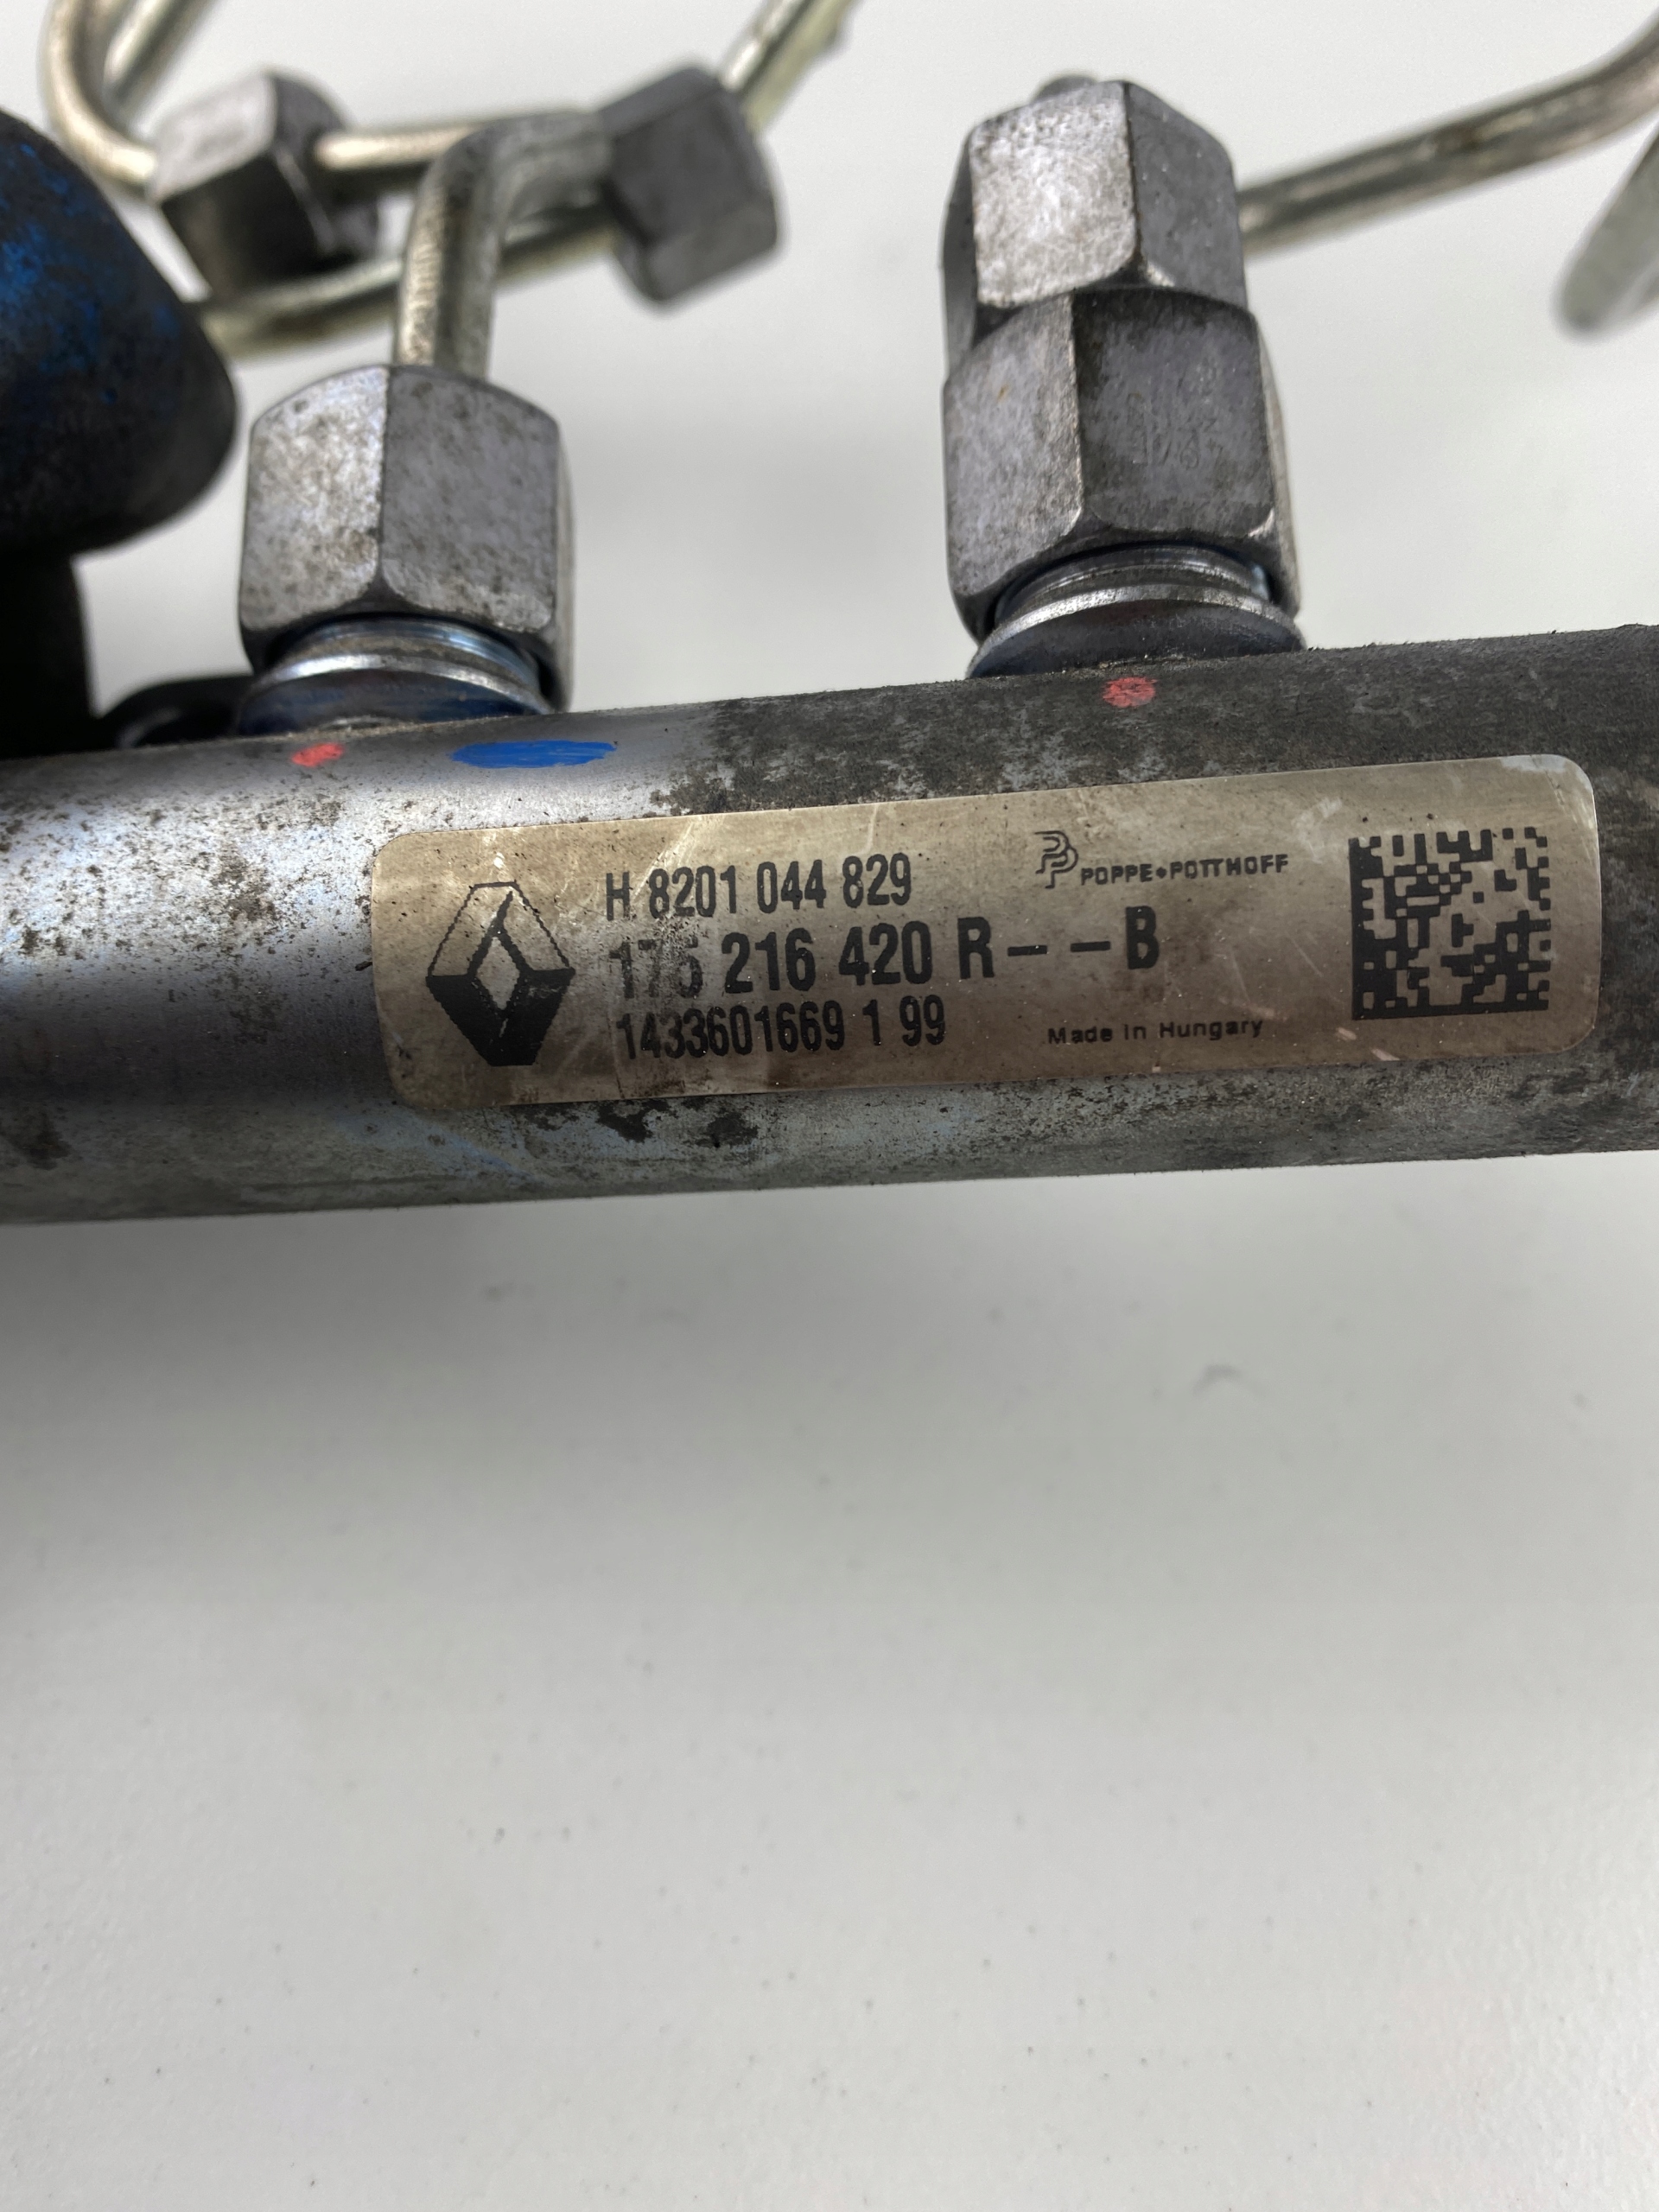 H 8201 044 829
POPPE+POTTHOFF
175 216 420 R--B
1433601669 1 99
Made in Hungary